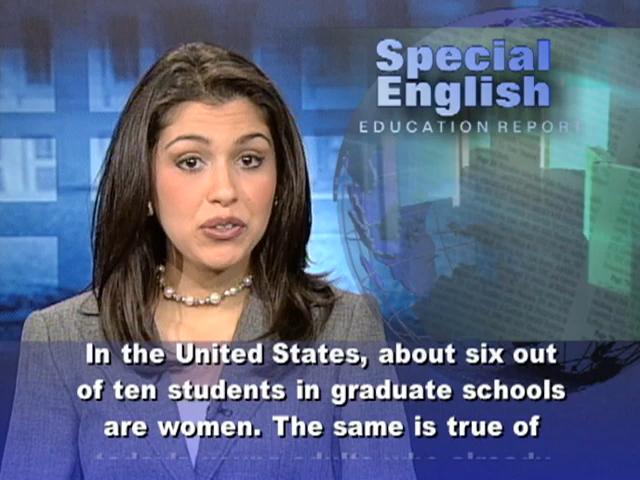 Special
English
EDUCATION REPORT
In the United States, about six out
of ten students in graduate schools
are women. The same is true of